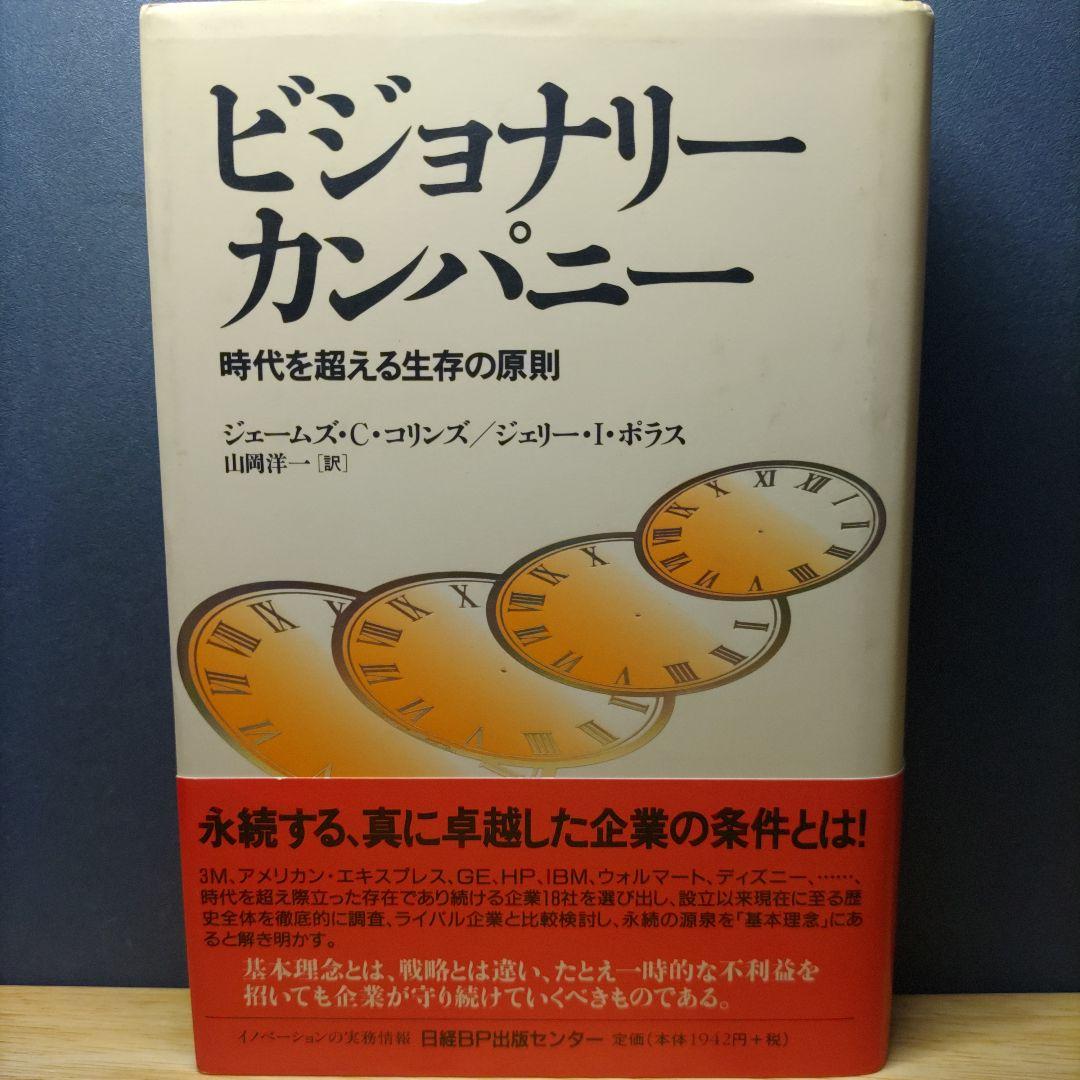 ビジョナリー
カンパニー
時代を超える生存の原則
ジェームズ・C・コリンズ／ジェリー・I・ポラス
山岡洋一［訳］
永続する、真に卓越した企業の条件とは!
3M、アメリカン・エキスプレス、GE、HP、IBM、ウォルマート、ディズニー、……、
時代を超え際立った存在であり続ける企業18社を選び出し、設立以来現在に至る歴
史全体を徹底的に調査、ライバル企業と比較検討し、永続の源泉を「基本理念」にあ
ると解き明かす。
基本理念とは、戦略とは違い、たとえ一時的な不利益を
招いても企業が守り続けていくべきものである。
イノベーションの実務情報 日経BP出版センター 定価（本体1942円＋税）